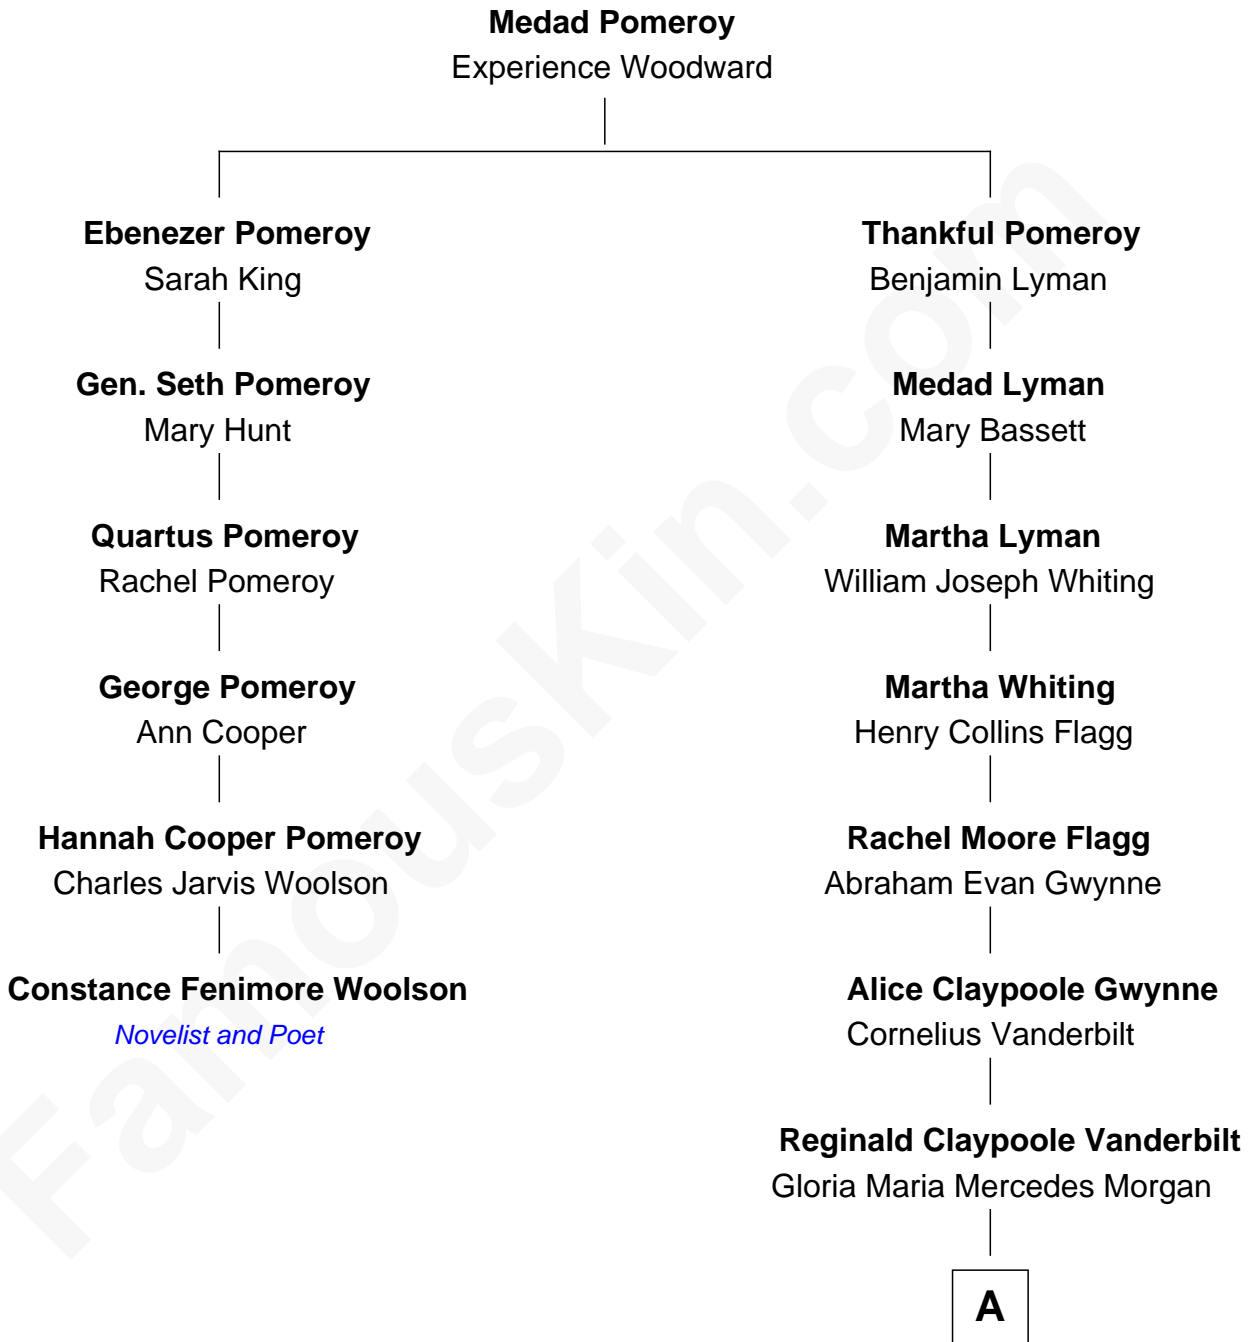 Medad Pomeroy
Experience Woodward
Ebenezer Pomeroy
Sarah King
Thankful Pomeroy
Benjamin Lyman
Gen. Seth Pomeroy
Mary Hunt
Medad Lyman
Mary Bassett
Quartus Pomeroy
Rachel Pomeroy
Martha Lyman
William Joseph Whiting
George Pomeroy
Ann Cooper
Martha Whiting
Henry Collins Flagg
Hannah Cooper Pomeroy
Charles Jarvis Woolson
Rachel Moore Flagg
Abraham Evan Gwynne
Constance Fenimore Woolson
Novelist and Poet
Alice Claypoole Gwynne
Cornelius Vanderbilt
Reginald Claypoole Vanderbilt
Gloria Maria Mercedes Morgan
A
FamousKin.com